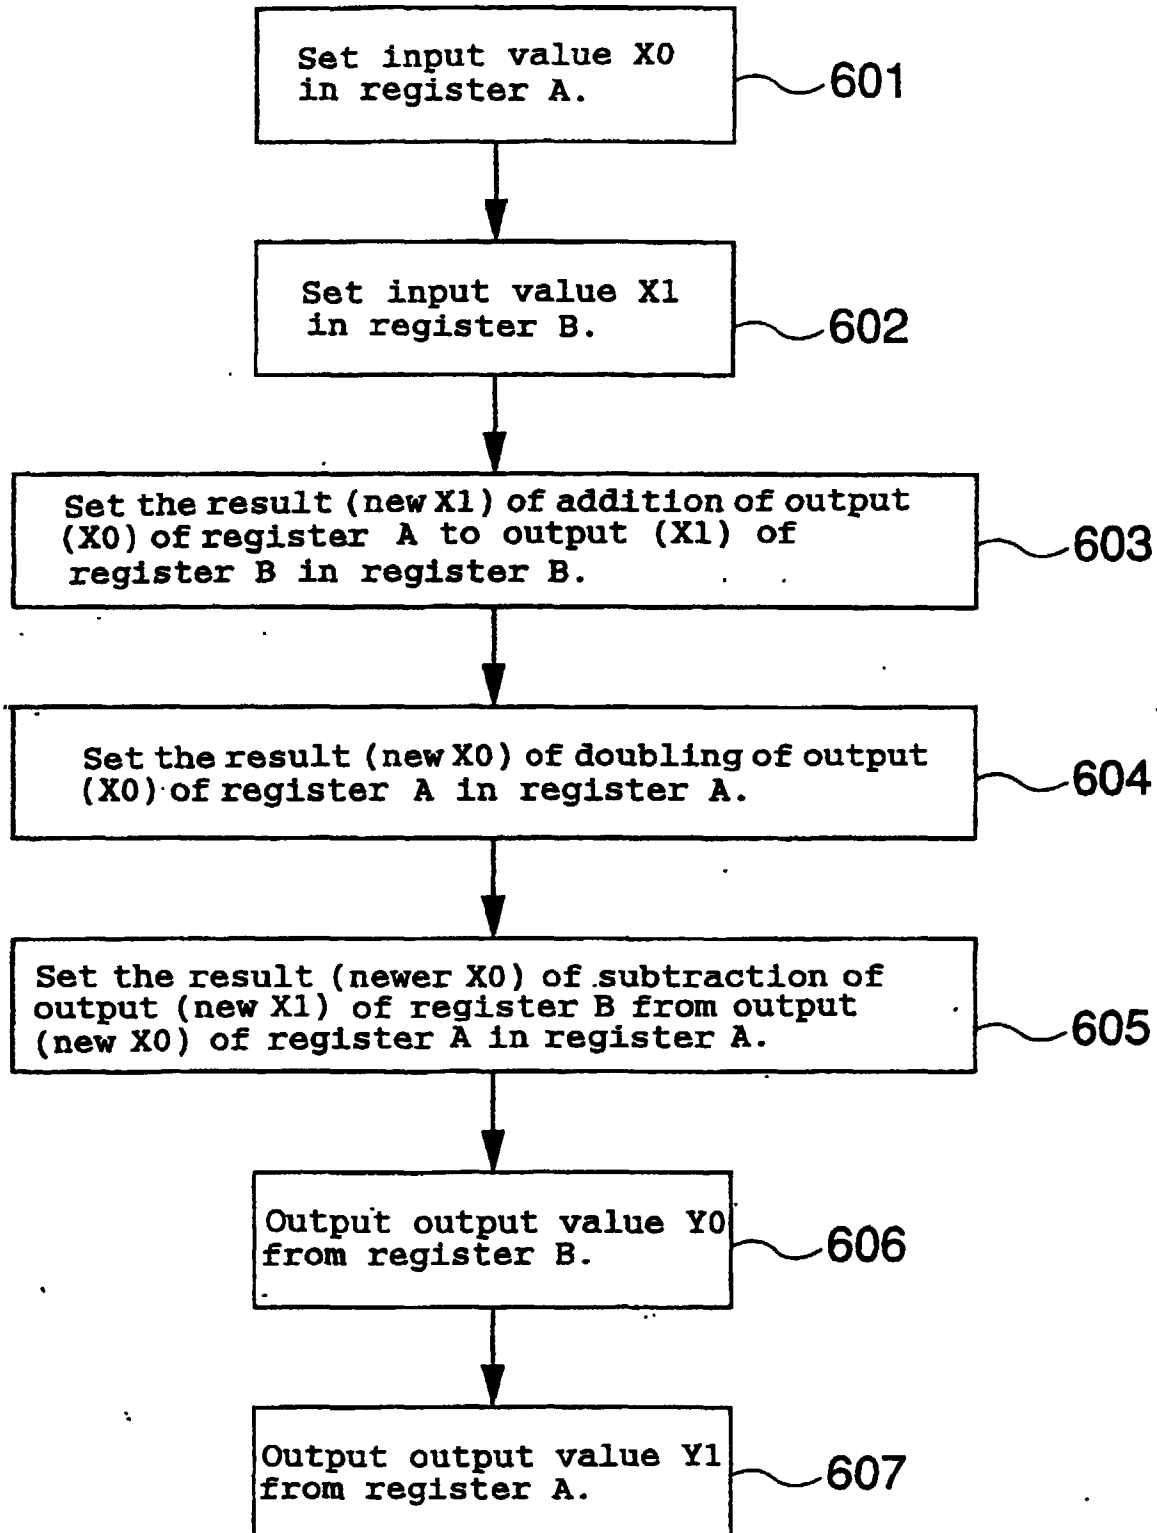 Set input value X0
in register A.
601
Set input value X1
in register B.
602
Set the result (new X1) of addition of output
(X0) of register A to output (X1) of
register B in register B.
603
Set the result (new X0) of doubling of output
(X0) of register A in register A.
604
Set the result (newer X0) of subtraction of
output (new X1) of register B from output
(new X0) of register A in register A.
605
Output output value Y0
from register B.
606
Output output value Y1
from register A.
607